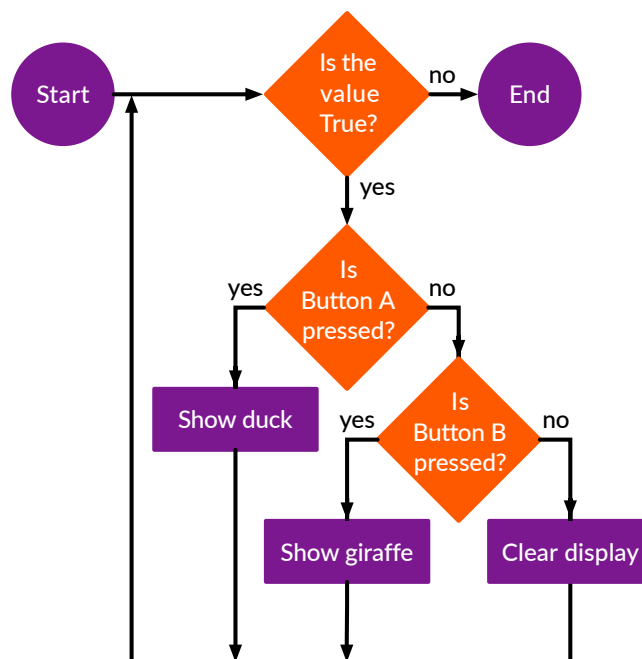 Start
Is the
value
True?
no
End
yes
Is
Button A
pressed?
yes
no
Show duck
Is
Button B
pressed?
yes
no
Show giraffe
Clear display